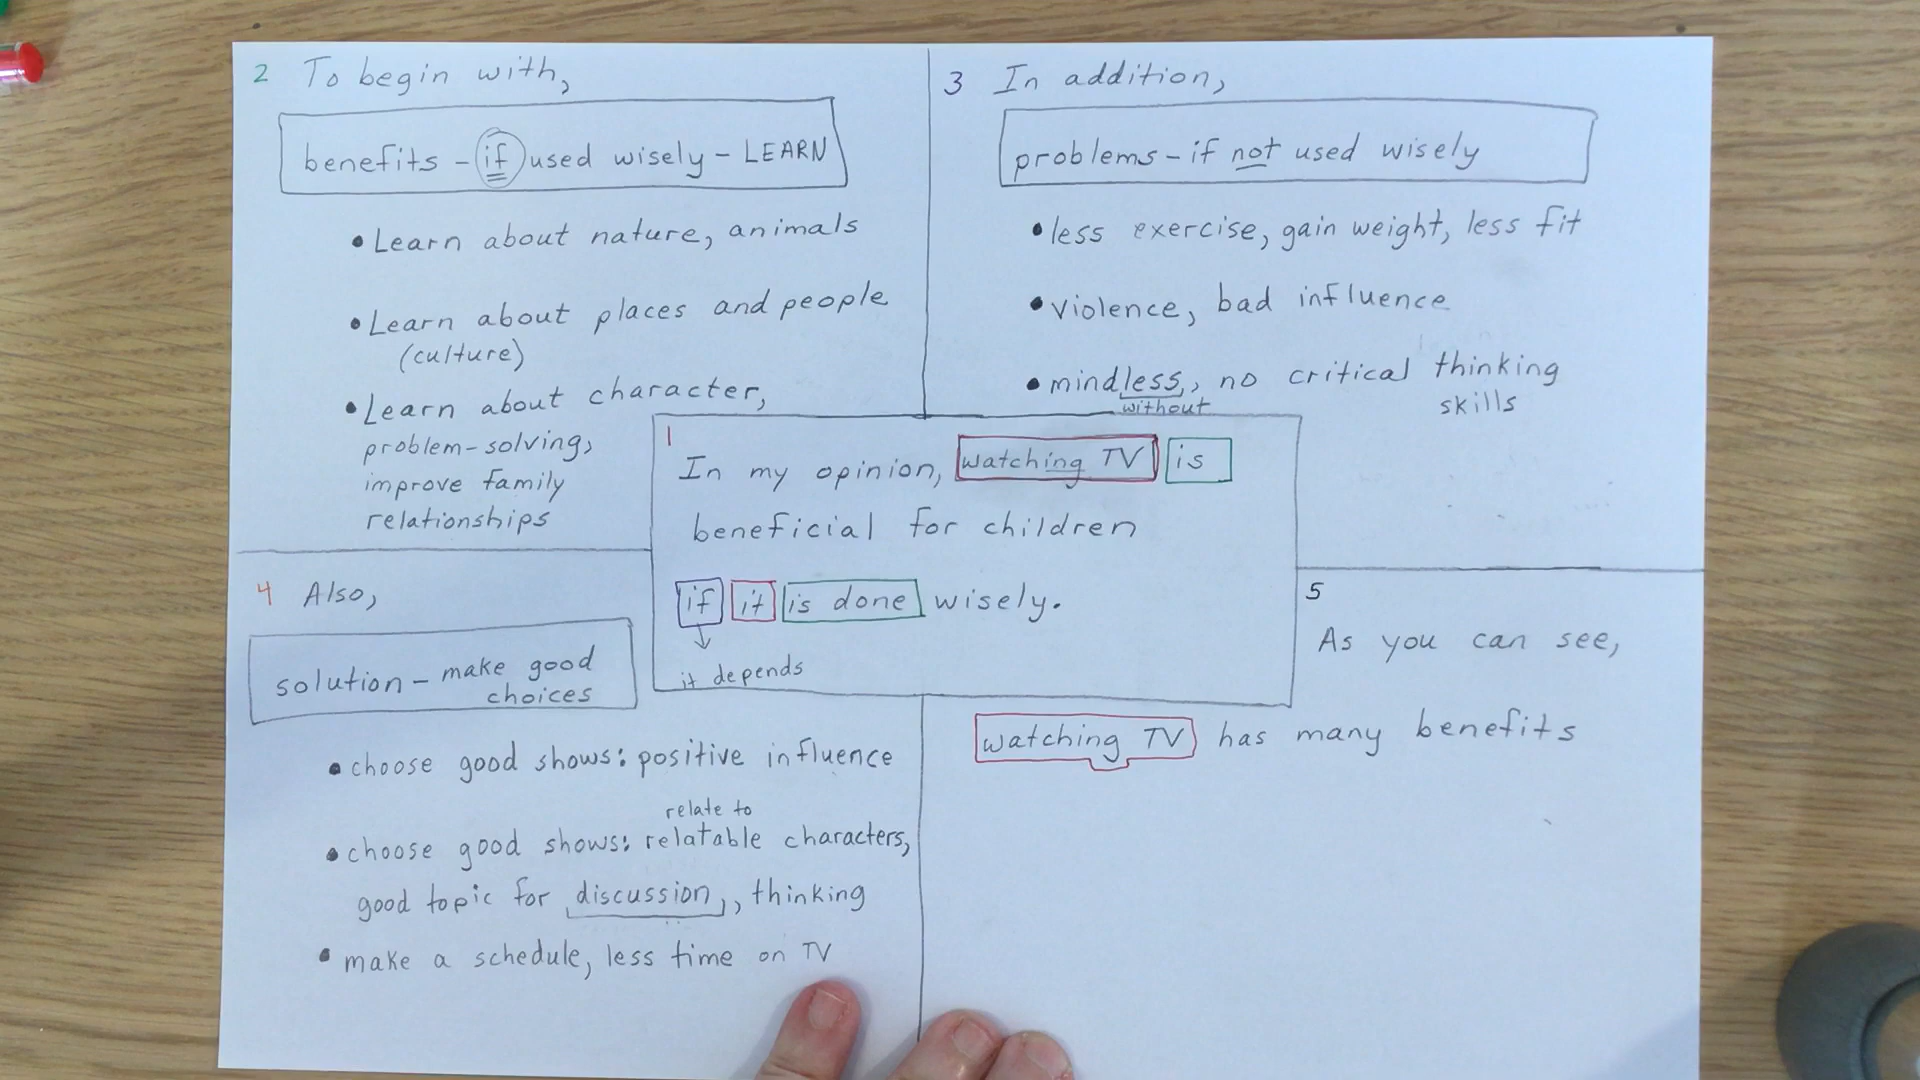 2 To begin with,
benefits - if used wisely - LEARN
• Learn about nature, animals
• Learn about places and people
(culture)
• Learn about character,
problem-solving,
improve family
relationships
3 In addition,
problems - if not used wisely
• less exercise, gain weight, less fit
• violence, bad influence
• mindless, no critical thinking
without
skills
1
In my opinion, watching TV is
beneficial for children
if it is done wisely.
it depends
4 Also,
solution - make good
choices
• choose good shows: positive influence
relate to
• choose good shows: relatable characters,
good topic for discussion, thinking
• make a schedule, less time on TV
5
As you can see,
watching TV has many benefits